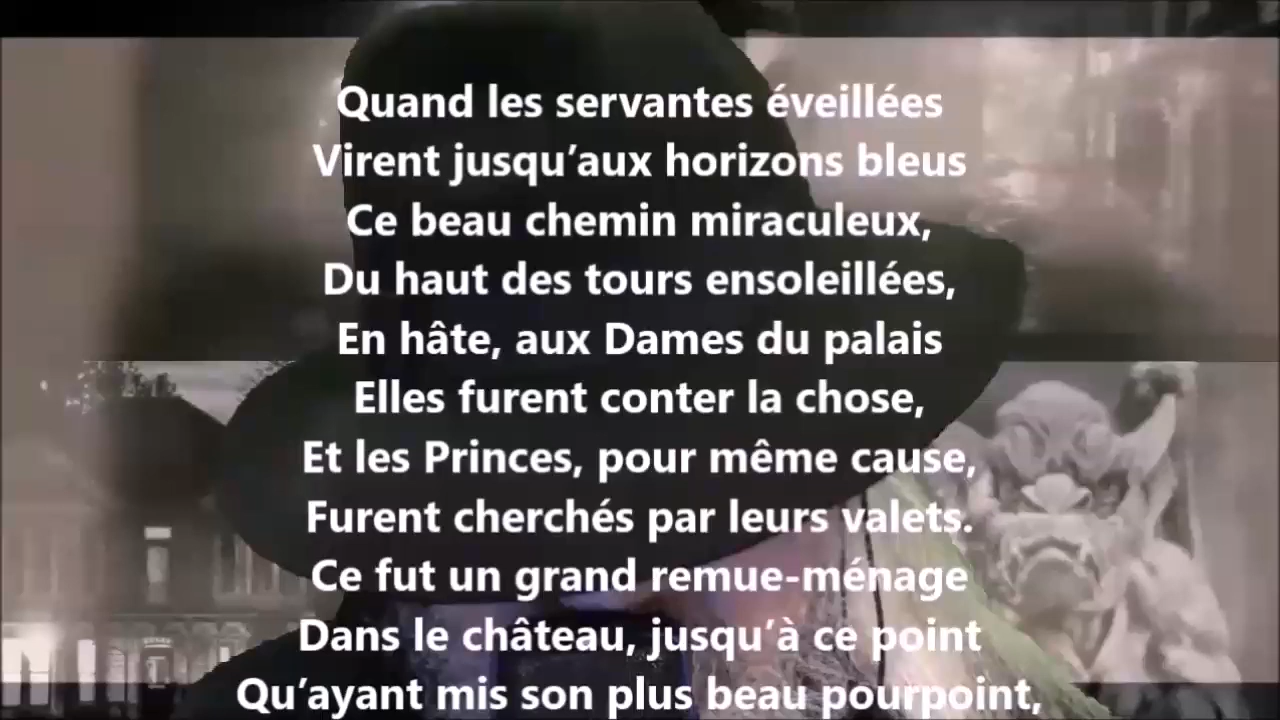 Quand les servantes éveillées
Virent jusqu’aux horizons bleus
Ce beau chemin miraculeux,
Du haut des tours ensoleillées,
En hâte, aux Dames du palais
Elles furent conter la chose,
Et les Princes, pour même cause,
Furent cherchés par leurs valets.
Ce fut un grand remue-ménage
Dans le château, jusqu’à ce point
Qu’ayant mis son plus beau pourpoint,